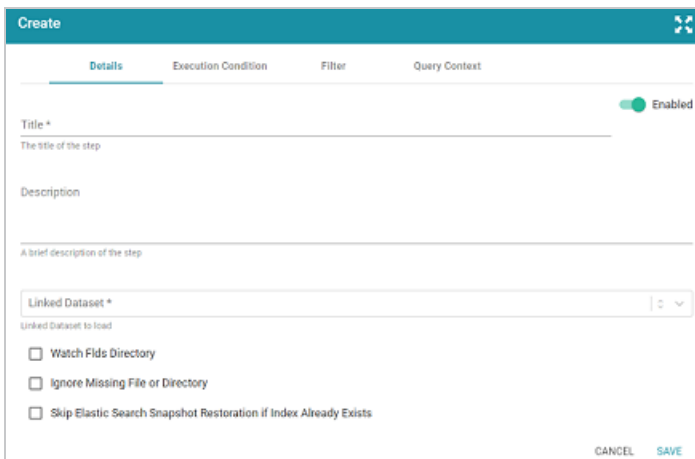 Create
Details Execution Condition Filter Query Context
Enabled
Title *
The title of the step
Description
A brief description of the step
Linked Dataset *
Linked Dataset to load
Watch Flds Directory
Ignore Missing File or Directory
Skip Elastic Search Snapshot Restoration if Index Already Exists
CANCEL SAVE